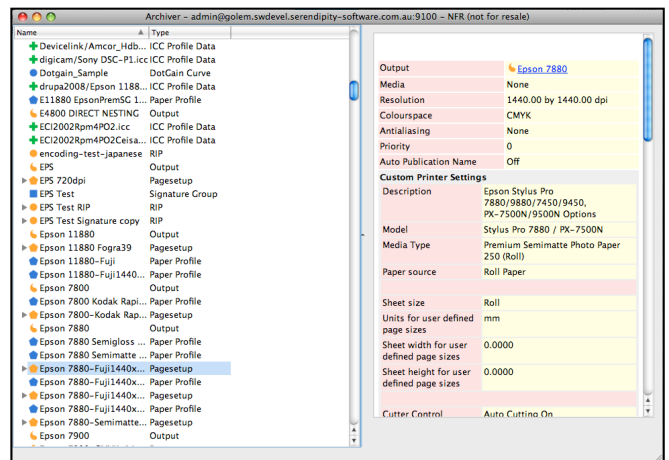 Archiver – admin@golem.swdevel.serendipity-software.com.au:9100 – NFR (not for resale)
Name Type
Devicelink/Amcor_Hdb... ICC Profile Data
digicam/Sony DSC-P1.icc ICC Profile Data
Dotgain_Sample DotGain Curve
drupa2008/Epson 1188... ICC Profile Data
E11880 EpsonPremSG 1... Paper Profile
E4800 DIRECT NESTING Output
ECI2002Rpm4PO2.icc ICC Profile Data
ECI2002Rpm4PO2Ceisa... ICC Profile Data
encoding-test-japanese RIP
EPS Output
EPS 720dpi Pagesetup
EPS Test Signature Group
EPS Test RIP RIP
EPS Test Signature copy RIP
Epson 11880 Output
Epson 11880 Fogra39 Pagesetup
Epson 11880-Fuji Paper Profile
Epson 11880-Fuji1440... Paper Profile
Epson 7800 Output
Epson 7800 Kodak Rapi... Paper Profile
Epson 7800-Kodak Rap... Pagesetup
Epson 7880 Output
Epson 7880 Semigloss ... Paper Profile
Epson 7880 Semimatte ... Paper Profile
Epson 7880-Fuji1440x... Pagesetup
Epson 7880-Fuji1440x... Paper Profile
Epson 7880-Fuji1440x... Pagesetup
Epson 7880-Fuji1440x... Paper Profile
Epson 7880-Semimatte... Pagesetup
Epson 7900 Output
Output Epson 7880
Media None
Resolution 1440.00 by 1440.00 dpi
Colourspace CMYK
Antialiasing None
Priority 0
Auto Publication Name Off
Custom Printer Settings
Description Epson Stylus Pro
7880/9880/7450/9450,
PX-7500N/9500N Options
Model Stylus Pro 7880 / PX-7500N
Media Type Premium Semimatte Photo Paper
250 (Roll)
Paper source Roll Paper
Sheet size Roll
Units for user defined mm
page sizes
Sheet width for user 0.0000
defined page sizes
Sheet height for user 0.0000
defined page sizes
Cutter Control Auto Cutting On